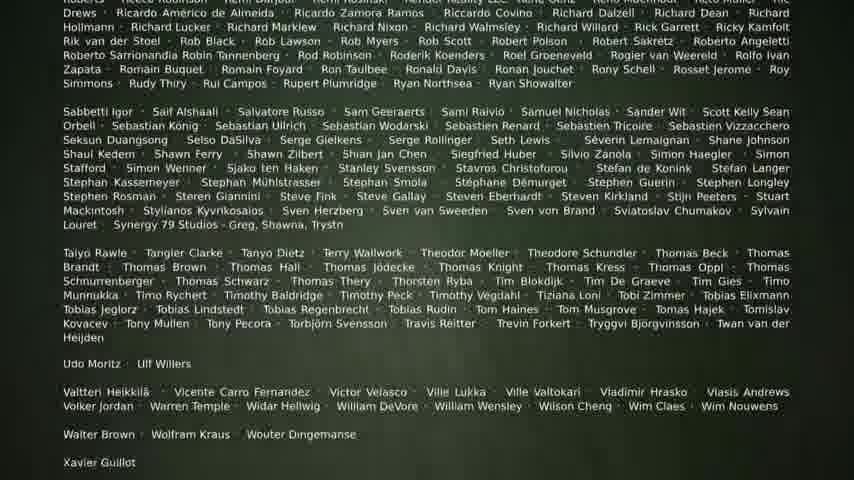 Drews · Ricardo Américo de Almeida · Ricardo Zamora Ramos · Riccardo Covino · Richard Dalzell · Richard Dean · Richard
Hollmann · Richard Lucker · Richard Marklew · Richard Nixon · Richard Walmsley · Richard Willard · Rick Garrett · Ricky Kamfolt
Rik van der Stoel · Rob Black · Rob Lawson · Rob Myers · Rob Scott · Robert Polson · Robert Sakretz · Roberto Angeletti
Roberto Sarrionandia Robin Tannenberg · Rod Robinson · Roderik Koenders · Roel Groeneveld · Rogier van Weereld · Rolfo Ivan
Zapata · Romain Buquet · Romain Foyard · Ron Taulbee · Ronald Davis · Ronan Jouchet · Rony Schell · Rosset Jerome · Roy
Simmons · Rudy Thiry · Rui Campos · Rupert Plumridge · Ryan Northsea · Ryan Showalter
Sabbetti Igor · Saif Alshaali · Salvatore Russo · Sam Geeraerts · Sami Raivio · Samuel Nicholas · Sander Wit · Scott Kelly Sean
Orbell · Sebastian König · Sebastian Ullrich · Sebastian Wodarski · Sebastien Renard · Sebastien Tricoire · Sebastien Vizzacchero
Seksun Duangsong · Selso DaSilva · Serge Gielkens · Serge Rollinger · Seth Lewis · Séverin Lemaignan · Shane Johnson
Shaul Kedem · Shawn Ferry · Shawn Zilbert · Shian Jan Chen · Siegfried Huber · Silvio Zanola · Simon Haegler · Simon
Stafford · Simon Wenner · Sjako ten Haken · Stanley Svensson · Stavros Christoforou · Stefan de Konink · Stefan Langer
Stephan Kassemeyer · Stephan Mühlstrasser · Stephan Smola · Stéphane Démurget · Stephen Guerin · Stephen Longley
Stephen Rosman · Steren Giannini · Steve Fink · Steve Gallay · Steven Eberhardt · Steven Kirkland · Stijn Peeters · Stuart
Mackintosh · Stylianos Kyvrikosaios · Sven Herzberg · Sven van Sweeden · Sven von Brand · Sviatoslav Chumakov · Sylvain
Louret · Synergy 79 Studios - Greg, Shawna, Trystn
Taiyo Rawle · Tangler Clarke · Tanyo Dietz · Terry Wallwork · Theodor Moeller · Theodore Schundler · Thomas Beck · Thomas
Brandt · Thomas Brown · Thomas Hall · Thomas Jödecke · Thomas Knight · Thomas Kress · Thomas Oppl · Thomas
Schmurrenberger · Thomas Schwarz · Thomas Thery · Thorsten Ryba · Tim Blokdijk · Tim De Graeve · Tim Gies · Timo
Munnukka · Timo Rychert · Timothy Baldridge · Timothy Peck · Timothy Vegdahl · Tiziana Loni · Tobi Zimmer · Tobias Elixmann
Tobias Jeglorz · Tobias Lindstedt · Tobias Regenbrecht · Tobias Rudin · Tom Haines · Tom Musgrove · Tomas Hajek · Tomislav
Kovacev · Tony Mullen · Tony Pecora · Torbjörn Svensson · Travis Reitter · Trevin Forkert · Tryggvi Björgvinsson · Twan van der
Heijden
Udo Moritz · Ulf Willers
Valtteri Heikkilä · Vicente Carro Fernandez · Victor Velasco · Ville Lukka · Ville Valtokari · Vladimir Hrasko · Vlasis Andrews
Volker Jordan · Warren Temple · Widar Hellwig · William DeVore · William Wensley · Wilson Cheng · Wim Claes · Wim Nouwens
Walter Brown · Wolfram Kraus · Wouter Dingemanse
Xavier Guillot